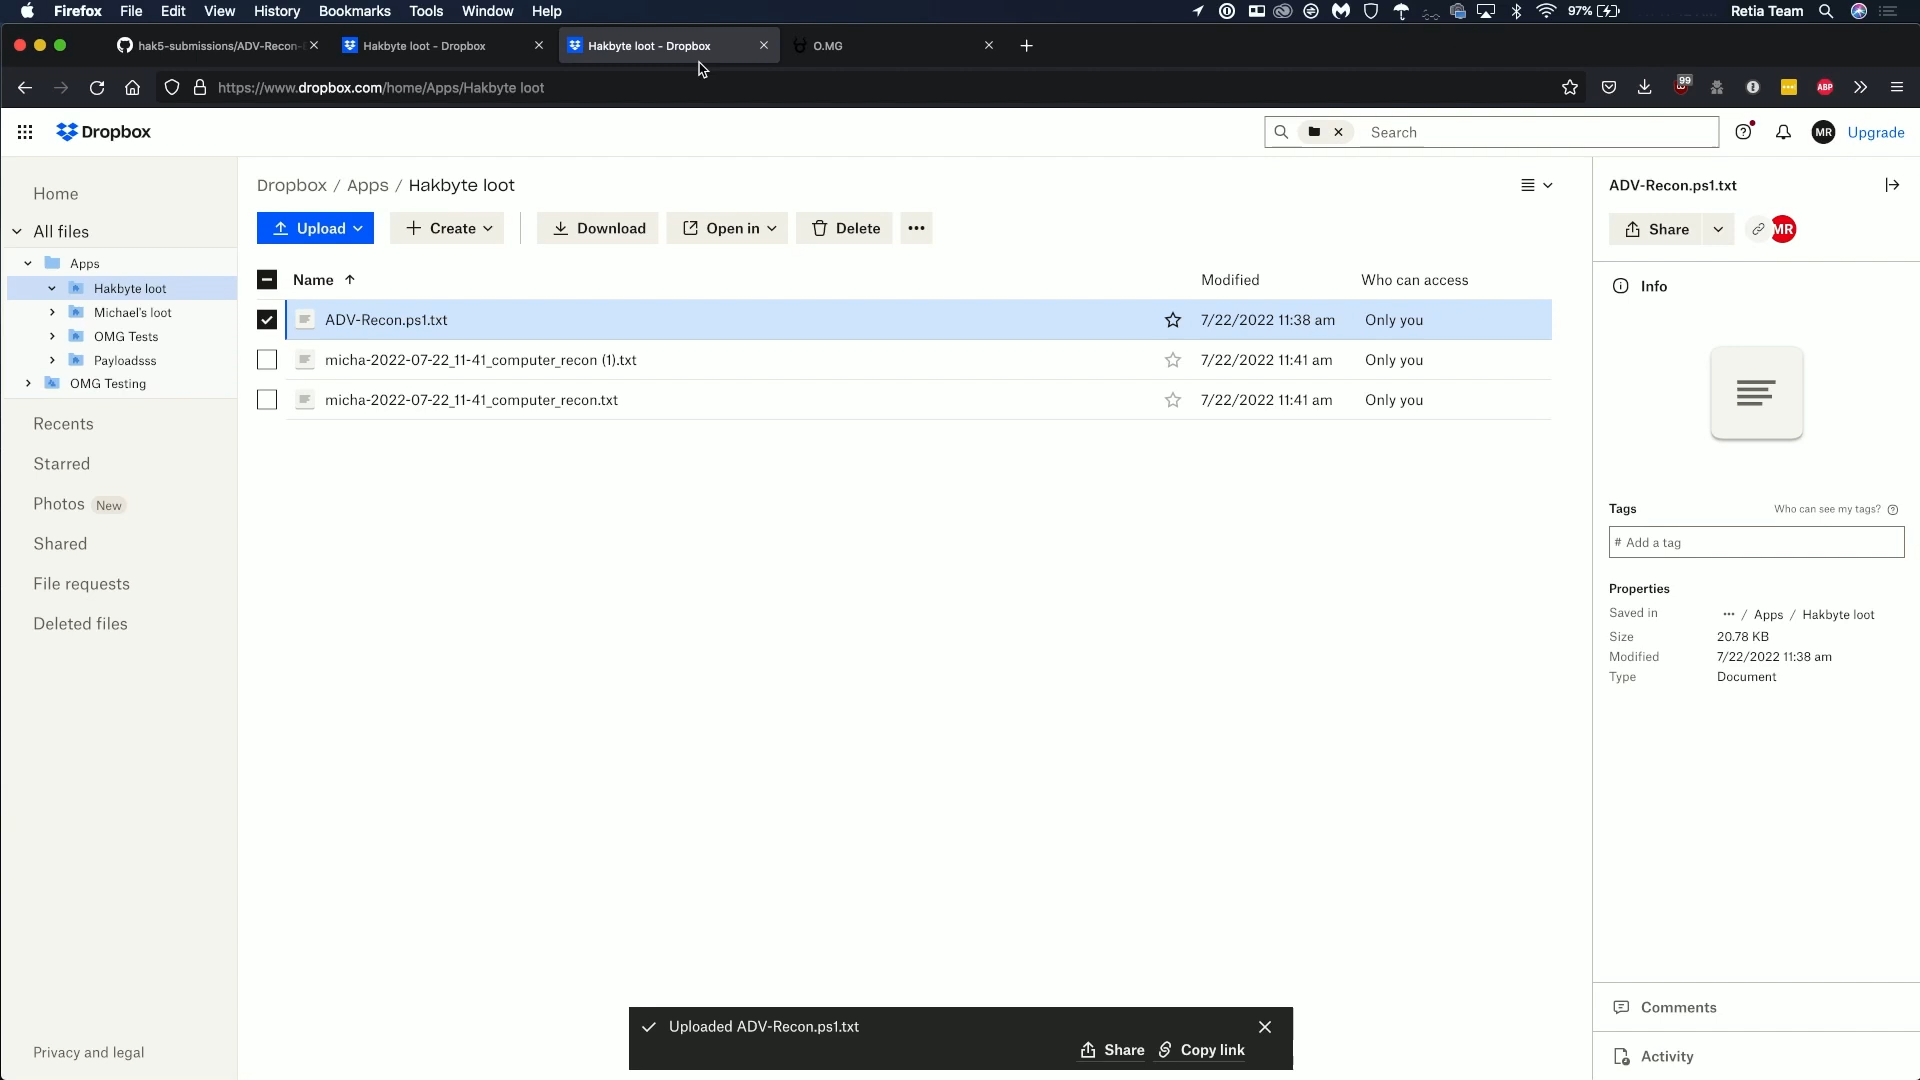 Firefox File Edit View History Bookmarks Tools Window Help 97% Retia Team
hak5-submissions/ADV-Recon- Hakbyte loot - Dropbox Hakbyte loot - Dropbox O.MG
https://www.dropbox.com/home/Apps/Hakbyte loot 99 ABP
Dropbox Search MR Upgrade
Home
All files
Apps
Hakbyte loot
Michael's loot
OMG Tests
Payloadsss
OMG Testing
Recents
Starred
Photos New
Shared
File requests
Deleted files
Privacy and legal
Dropbox / Apps / Hakbyte loot
Upload Create Download Open in Delete
Name Modified Who can access
ADV-Recon.ps1.txt 7/22/2022 11:38 am Only you
micha-2022-07-22_11-41_computer_recon (1).txt 7/22/2022 11:41 am Only you
micha-2022-07-22_11-41_computer_recon.txt 7/22/2022 11:41 am Only you
Uploaded ADV-Recon.ps1.txt
Share Copy link
ADV-Recon.ps1.txt
Share MR
Info
Tags Who can see my tags?
# Add a tag
Properties
Saved in ··· / Apps / Hakbyte loot
Size 20.78 KB
Modified 7/22/2022 11:38 am
Type Document
Comments
Activity